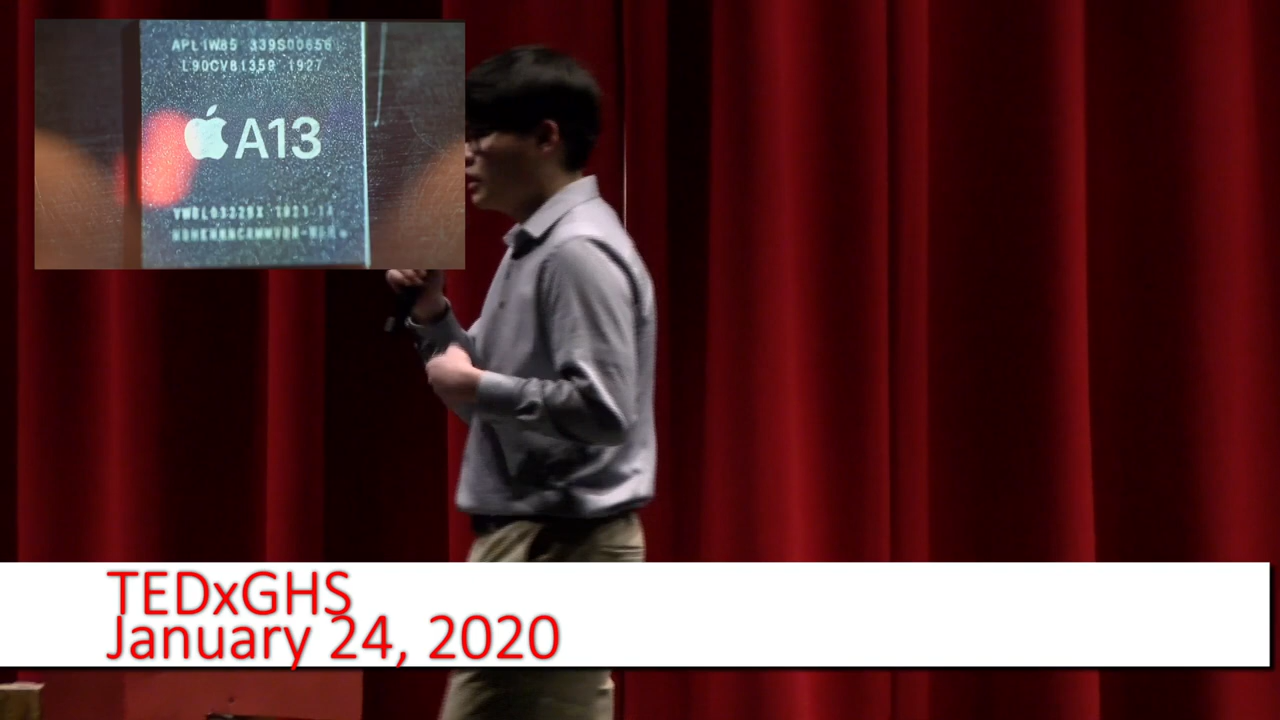 APL1W85 339S00656
L90CV81359 1927
A13
TEDxGHS
January 24, 2020